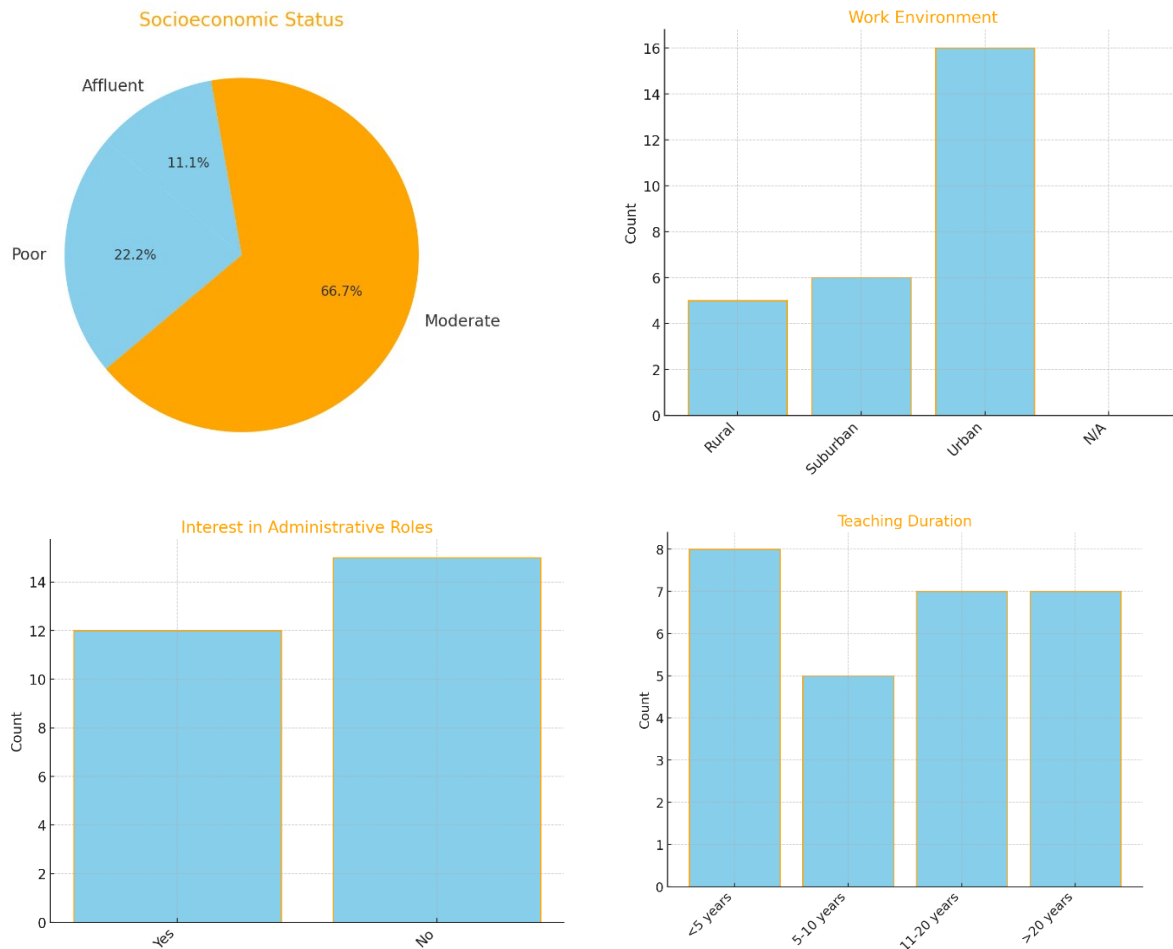 Socioeconomic Status
Affluent
11.1%
Poor
22.2%
66.7%
Moderate
Work Environment
Count
16
14
12
10
8
6
4
2
0
Rural
Suburban
Urban
N/A
Interest in Administrative Roles
Count
14
12
10
8
6
4
2
0
Yes
No
Teaching Duration
Count
8
7
6
5
4
3
2
1
0
<5 years
5-10 years
11-20 years
>20 years